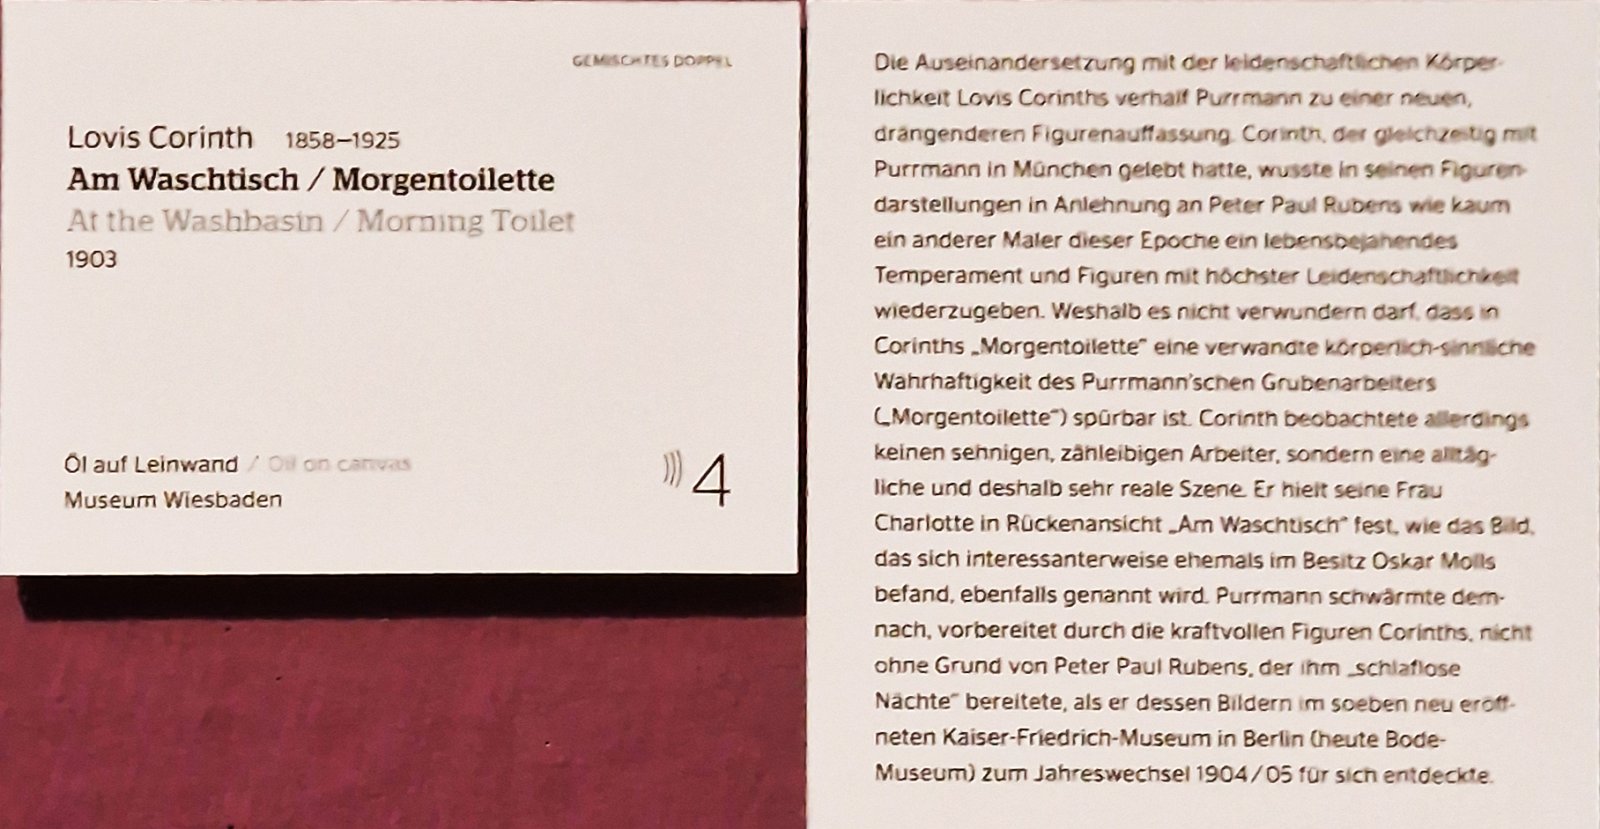 GEMISCHTES DOPPEL
Lovis Corinth 1858–1925
Am Waschtisch / Morgentoilette
At the Washbasin / Morning Toilet
1903
Öl auf Leinwand / Oil on canvas
Museum Wiesbaden
4
Die Auseinandersetzung mit der leidenschaftlichen Körper-
lichkeit Lovis Corinths verhalf Purrmann zu einer neuen,
drängenderen Figurenauffassung. Corinth, der gleichzeitig mit
Purrmann in München gelebt hatte, wusste in seinen Figuren-
darstellungen in Anlehnung an Peter Paul Rubens wie kaum
ein anderer Maler dieser Epoche ein lebensbejahendes
Temperament und Figuren mit höchster Leidenschaftlichkeit
wiederzugeben. Weshalb es nicht verwundern darf, dass in
Corinths „Morgentoilette“ eine verwandte körperlich-sinnliche
Wahrhaftigkeit des Purrmann'schen Grubenarbeiters
(„Morgentoilette“) spürbar ist. Corinth beobachtete allerdings
keinen sehnigen, zähleibigen Arbeiter, sondern eine alltäg-
liche und deshalb sehr reale Szene. Er hielt seine Frau
Charlotte in Rückenansicht „Am Waschtisch“ fest, wie das Bild,
das sich interessanterweise ehemals im Besitz Oskar Molls
befand, ebenfalls genannt wird. Purrmann schwärmte dem-
nach, vorbereitet durch die kraftvollen Figuren Corinths, nicht
ohne Grund von Peter Paul Rubens, der ihm „schlaflose
Nächte“ bereitete, als er dessen Bildern im soeben neu eröff-
neten Kaiser-Friedrich-Museum in Berlin (heute Bode-
Museum) zum Jahreswechsel 1904/05 für sich entdeckte.